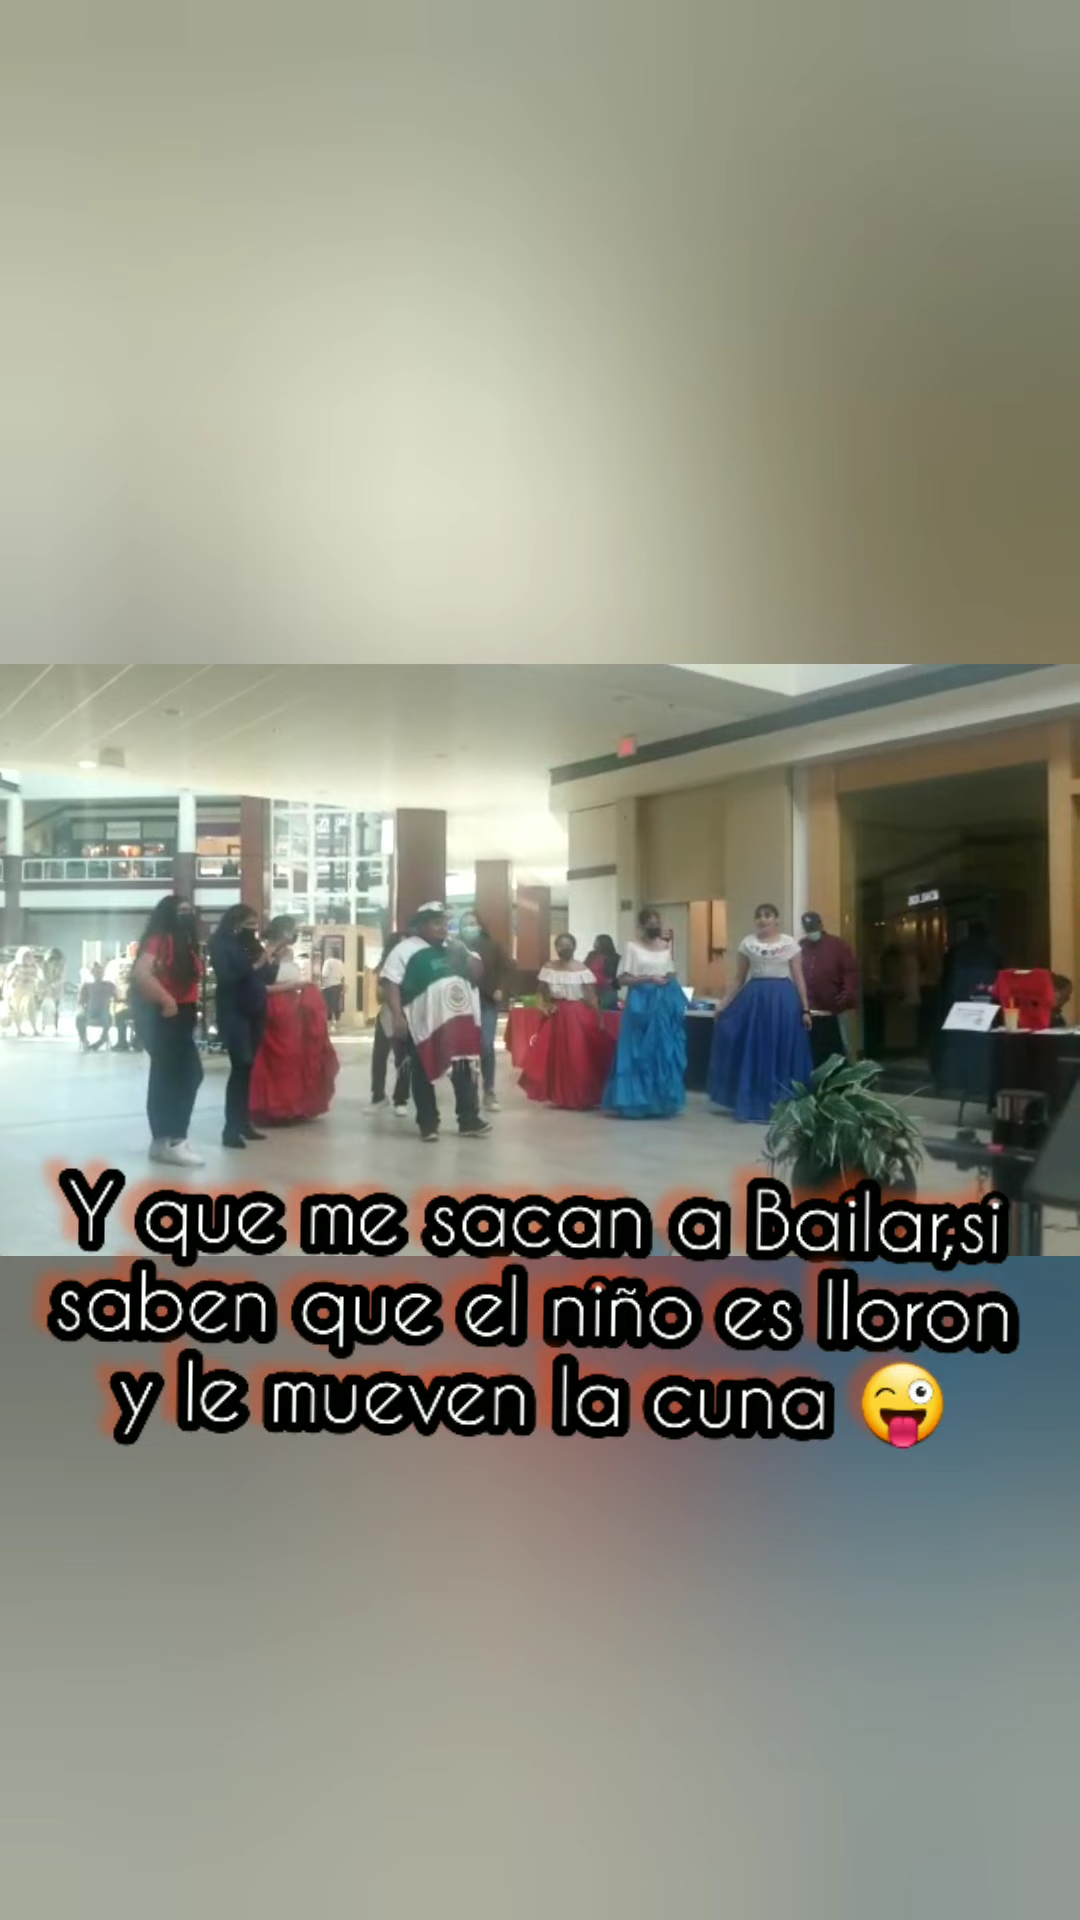 Y que me sacan a Bailar,si
saben que el niño es lloron
y le mueven la cuna 😜